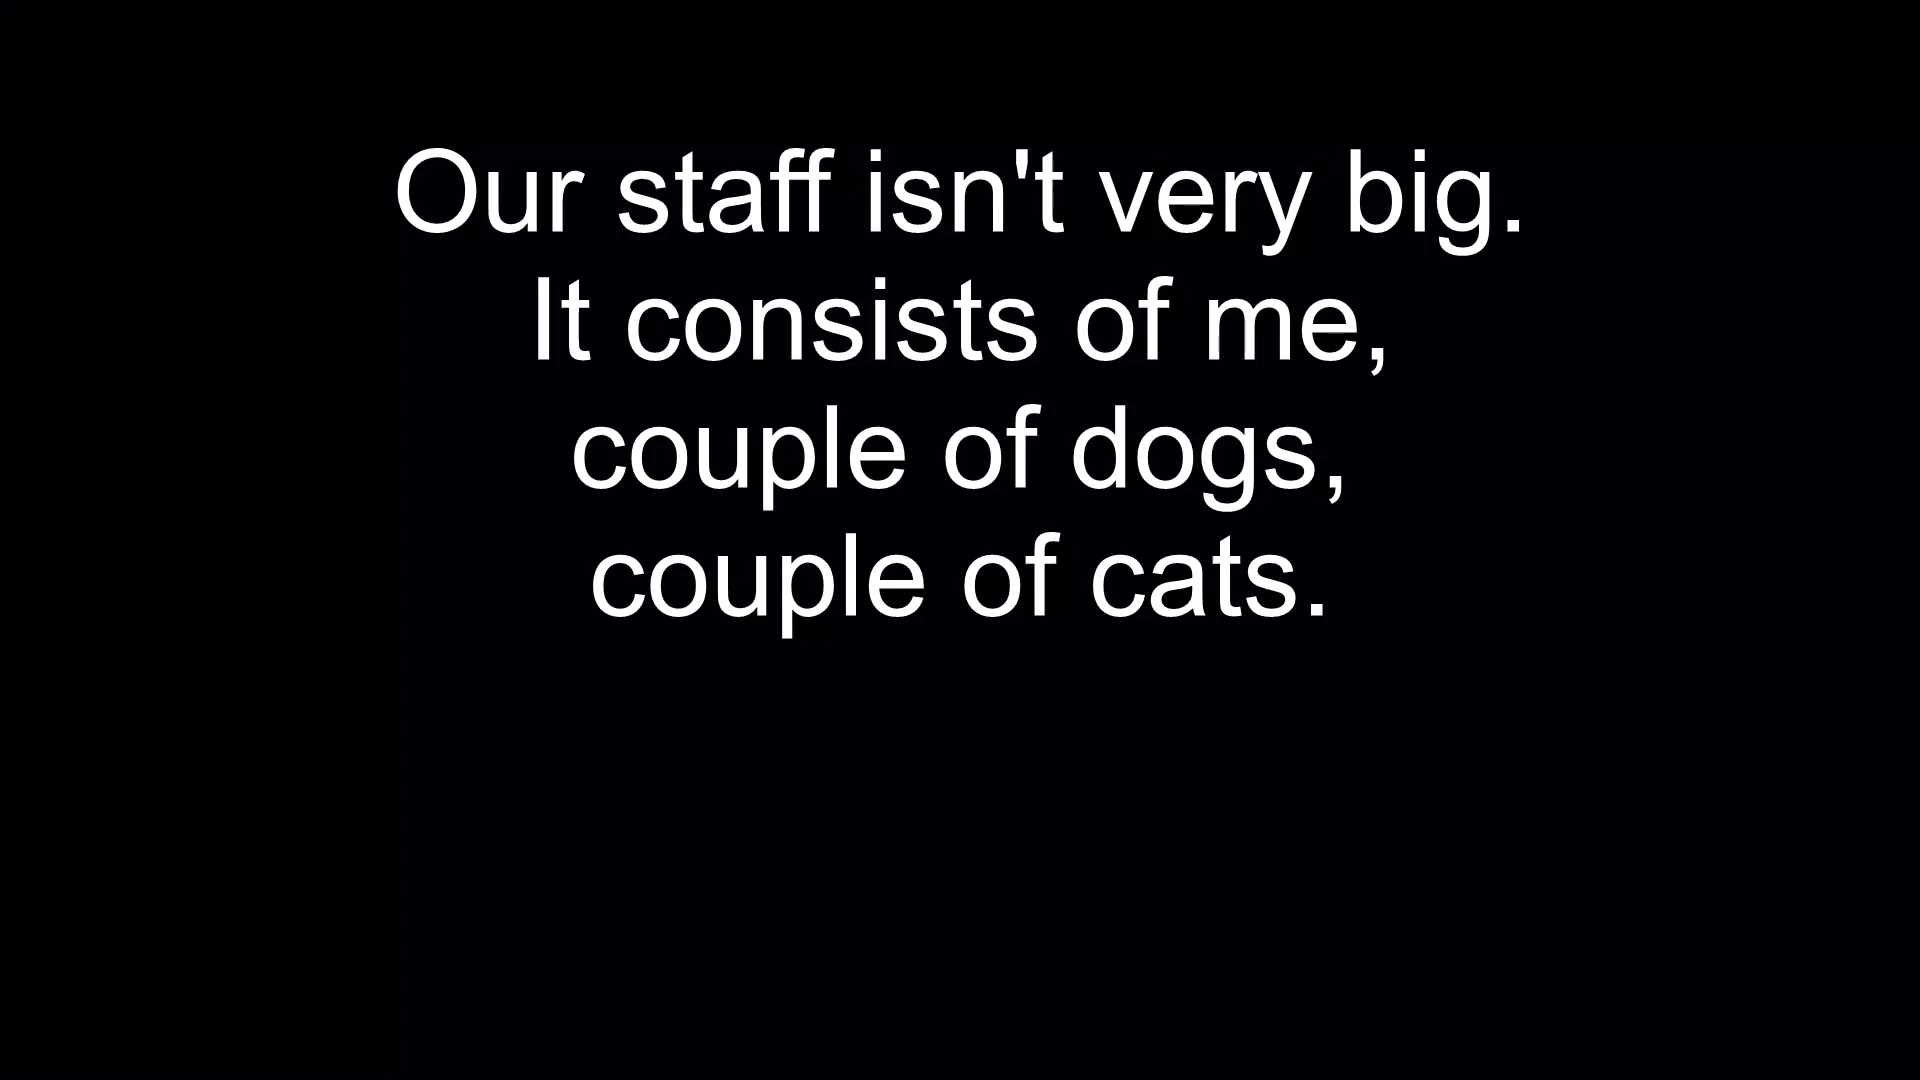 Our staff isn't very big.
It consists of me,
couple of dogs,
couple of cats.